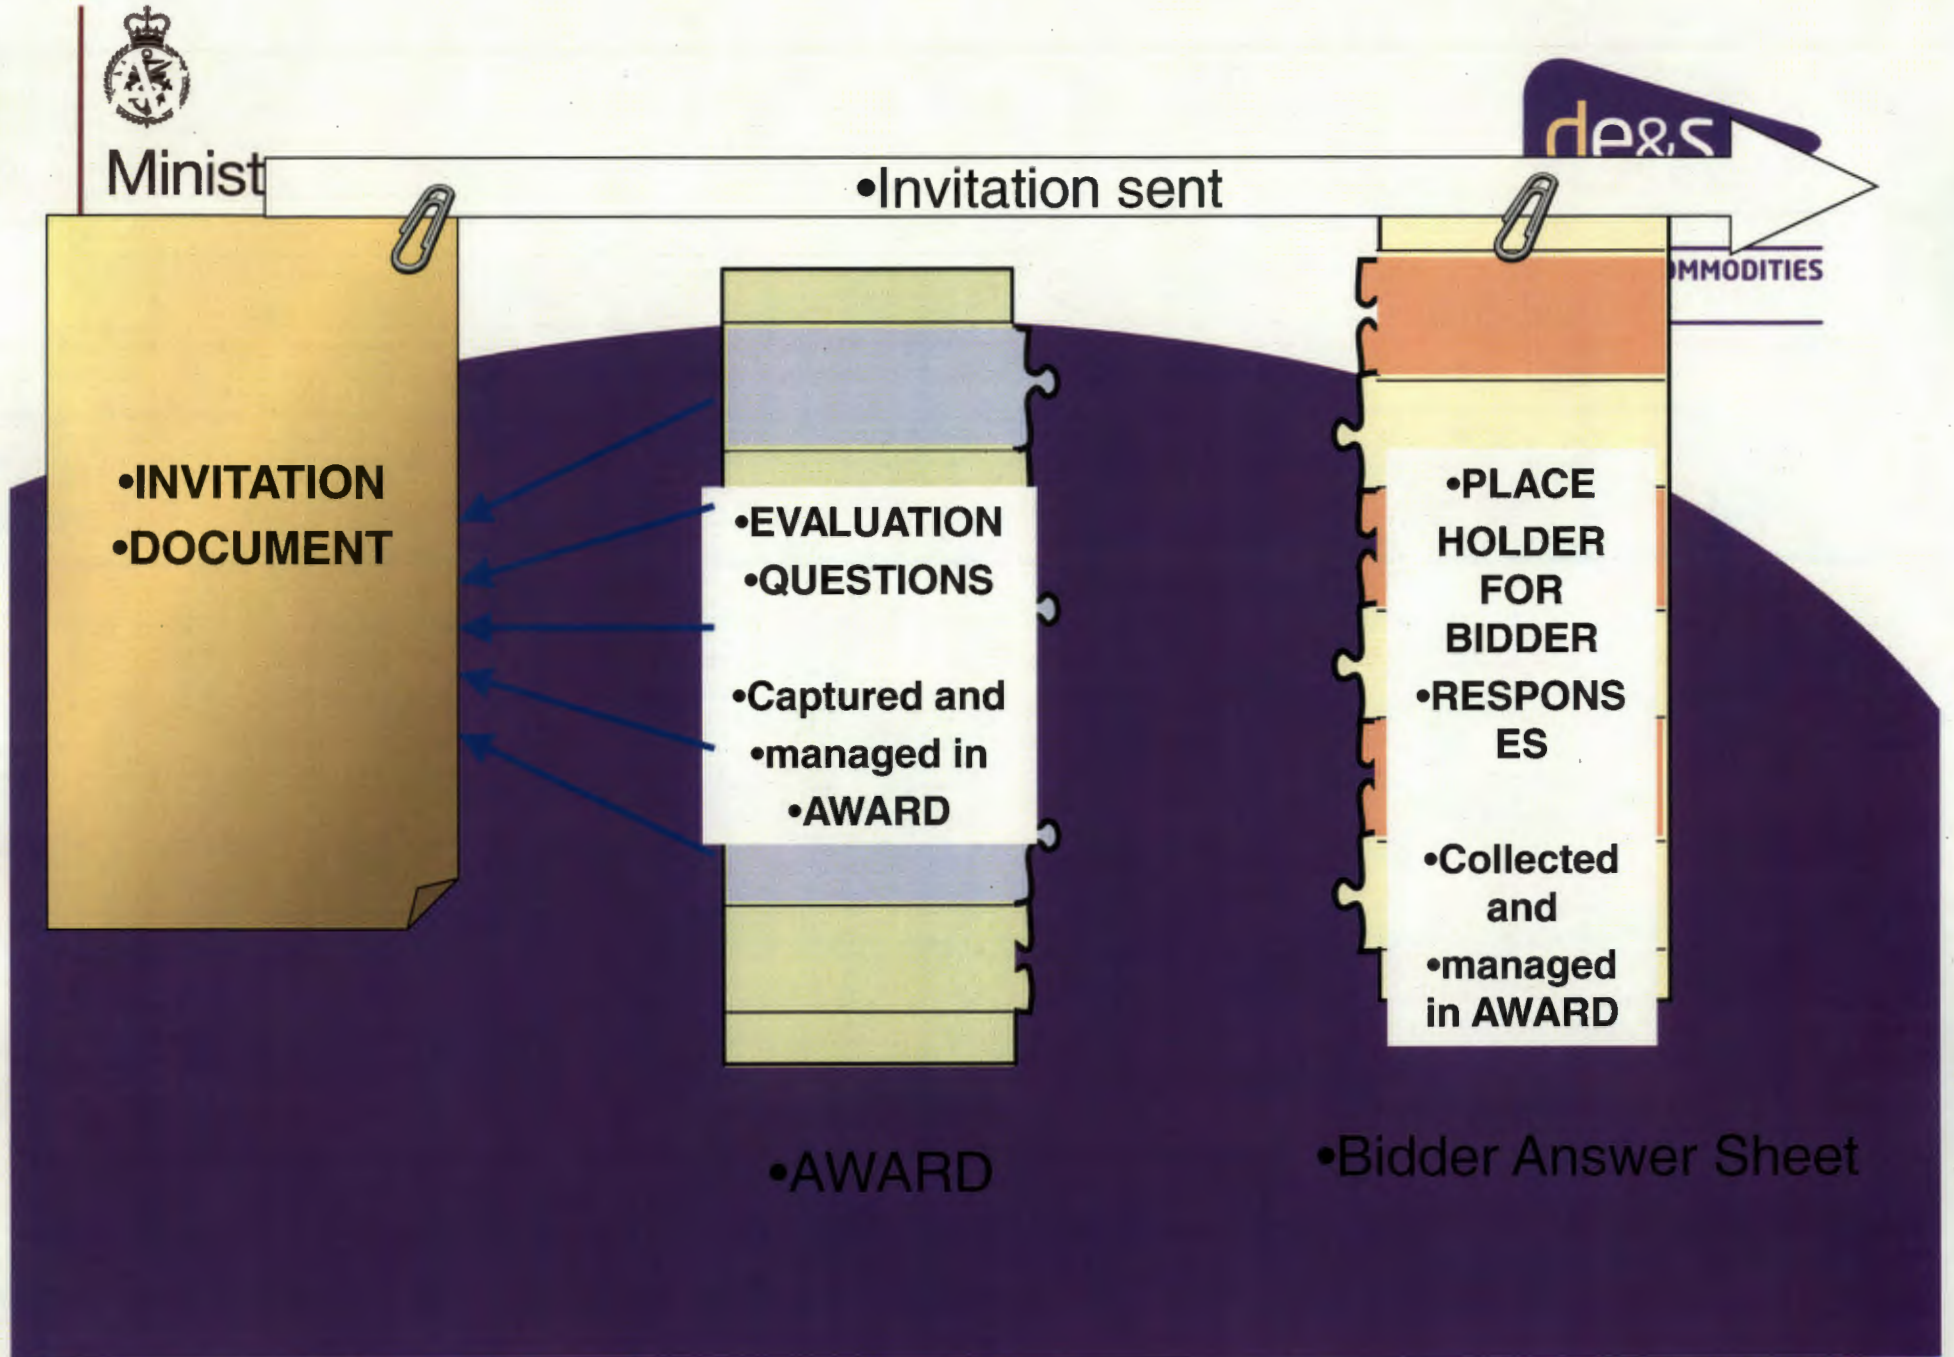 Minist
de&s
•Invitation sent
OMMODITIES
•INVITATION
•DOCUMENT
•EVALUATION
•QUESTIONS
•Captured and
•managed in
•AWARD
•PLACE
HOLDER
FOR
BIDDER
•RESPONS
ES
•Collected
and
•managed
in AWARD
•AWARD
•Bidder Answer Sheet